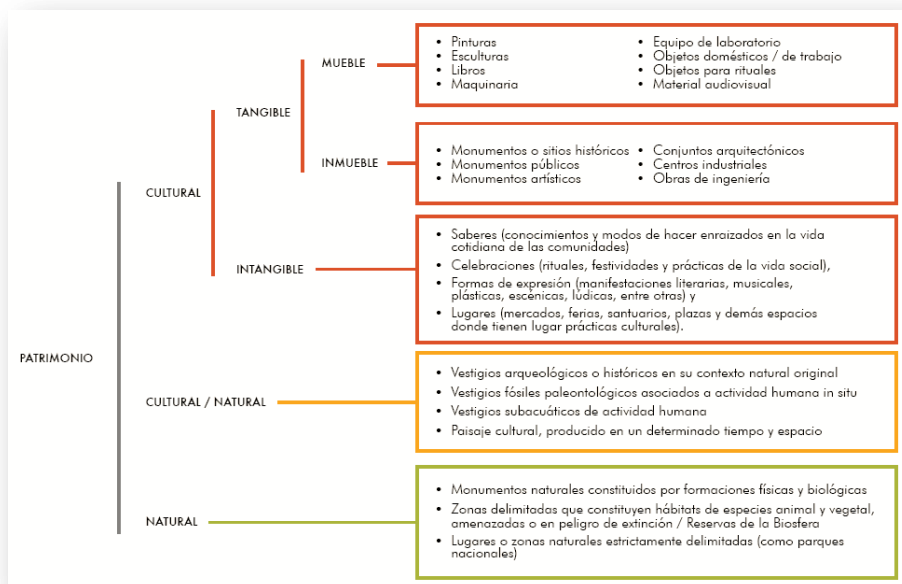 MUEBLE
• Pinturas
• Esculturas
• Libros
• Maquinaria
• Equipo de laboratorio
• Objetos domésticos / de trabajo
• Objetos para rituales
• Material audiovisual
TANGIBLE
INMUEBLE
• Monumentos o sitios históricos
• Monumentos públicos
• Monumentos artísticos
• Conjuntos arquitectónicos
• Centros industriales
• Obras de ingeniería
CULTURAL
INTANGIBLE
• Saberes (conocimientos y modos de hacer enraizados en la vida
cotidiana de las comunidades)
• Celebraciones (rituales, festividades y prácticas de la vida social),
• Formas de expresión (manifestaciones literarias, musicales,
plásticas, escénicas, lúdicas, entre otras) y
• Lugares (mercados, ferias, santuarios, plazas y demás espacios
donde tienen lugar prácticas culturales).
PATRIMONIO
CULTURAL / NATURAL
• Vestigios arqueológicos o históricos en su contexto natural original
• Vestigios fósiles paleontológicos asociados a actividad humana in situ
• Vestigios subacuáticos de actividad humana
• Paisaje cultural, producido en un determinado tiempo y espacio
NATURAL
• Monumentos naturales constituidos por formaciones físicas y biológicas
• Zonas delimitadas que constituyen hábitats de especies animal y vegetal,
amenazadas o en peligro de extinción / Reservas de la Biosfera
• Lugares o zonas naturales estrictamente delimitadas (como parques
nacionales)